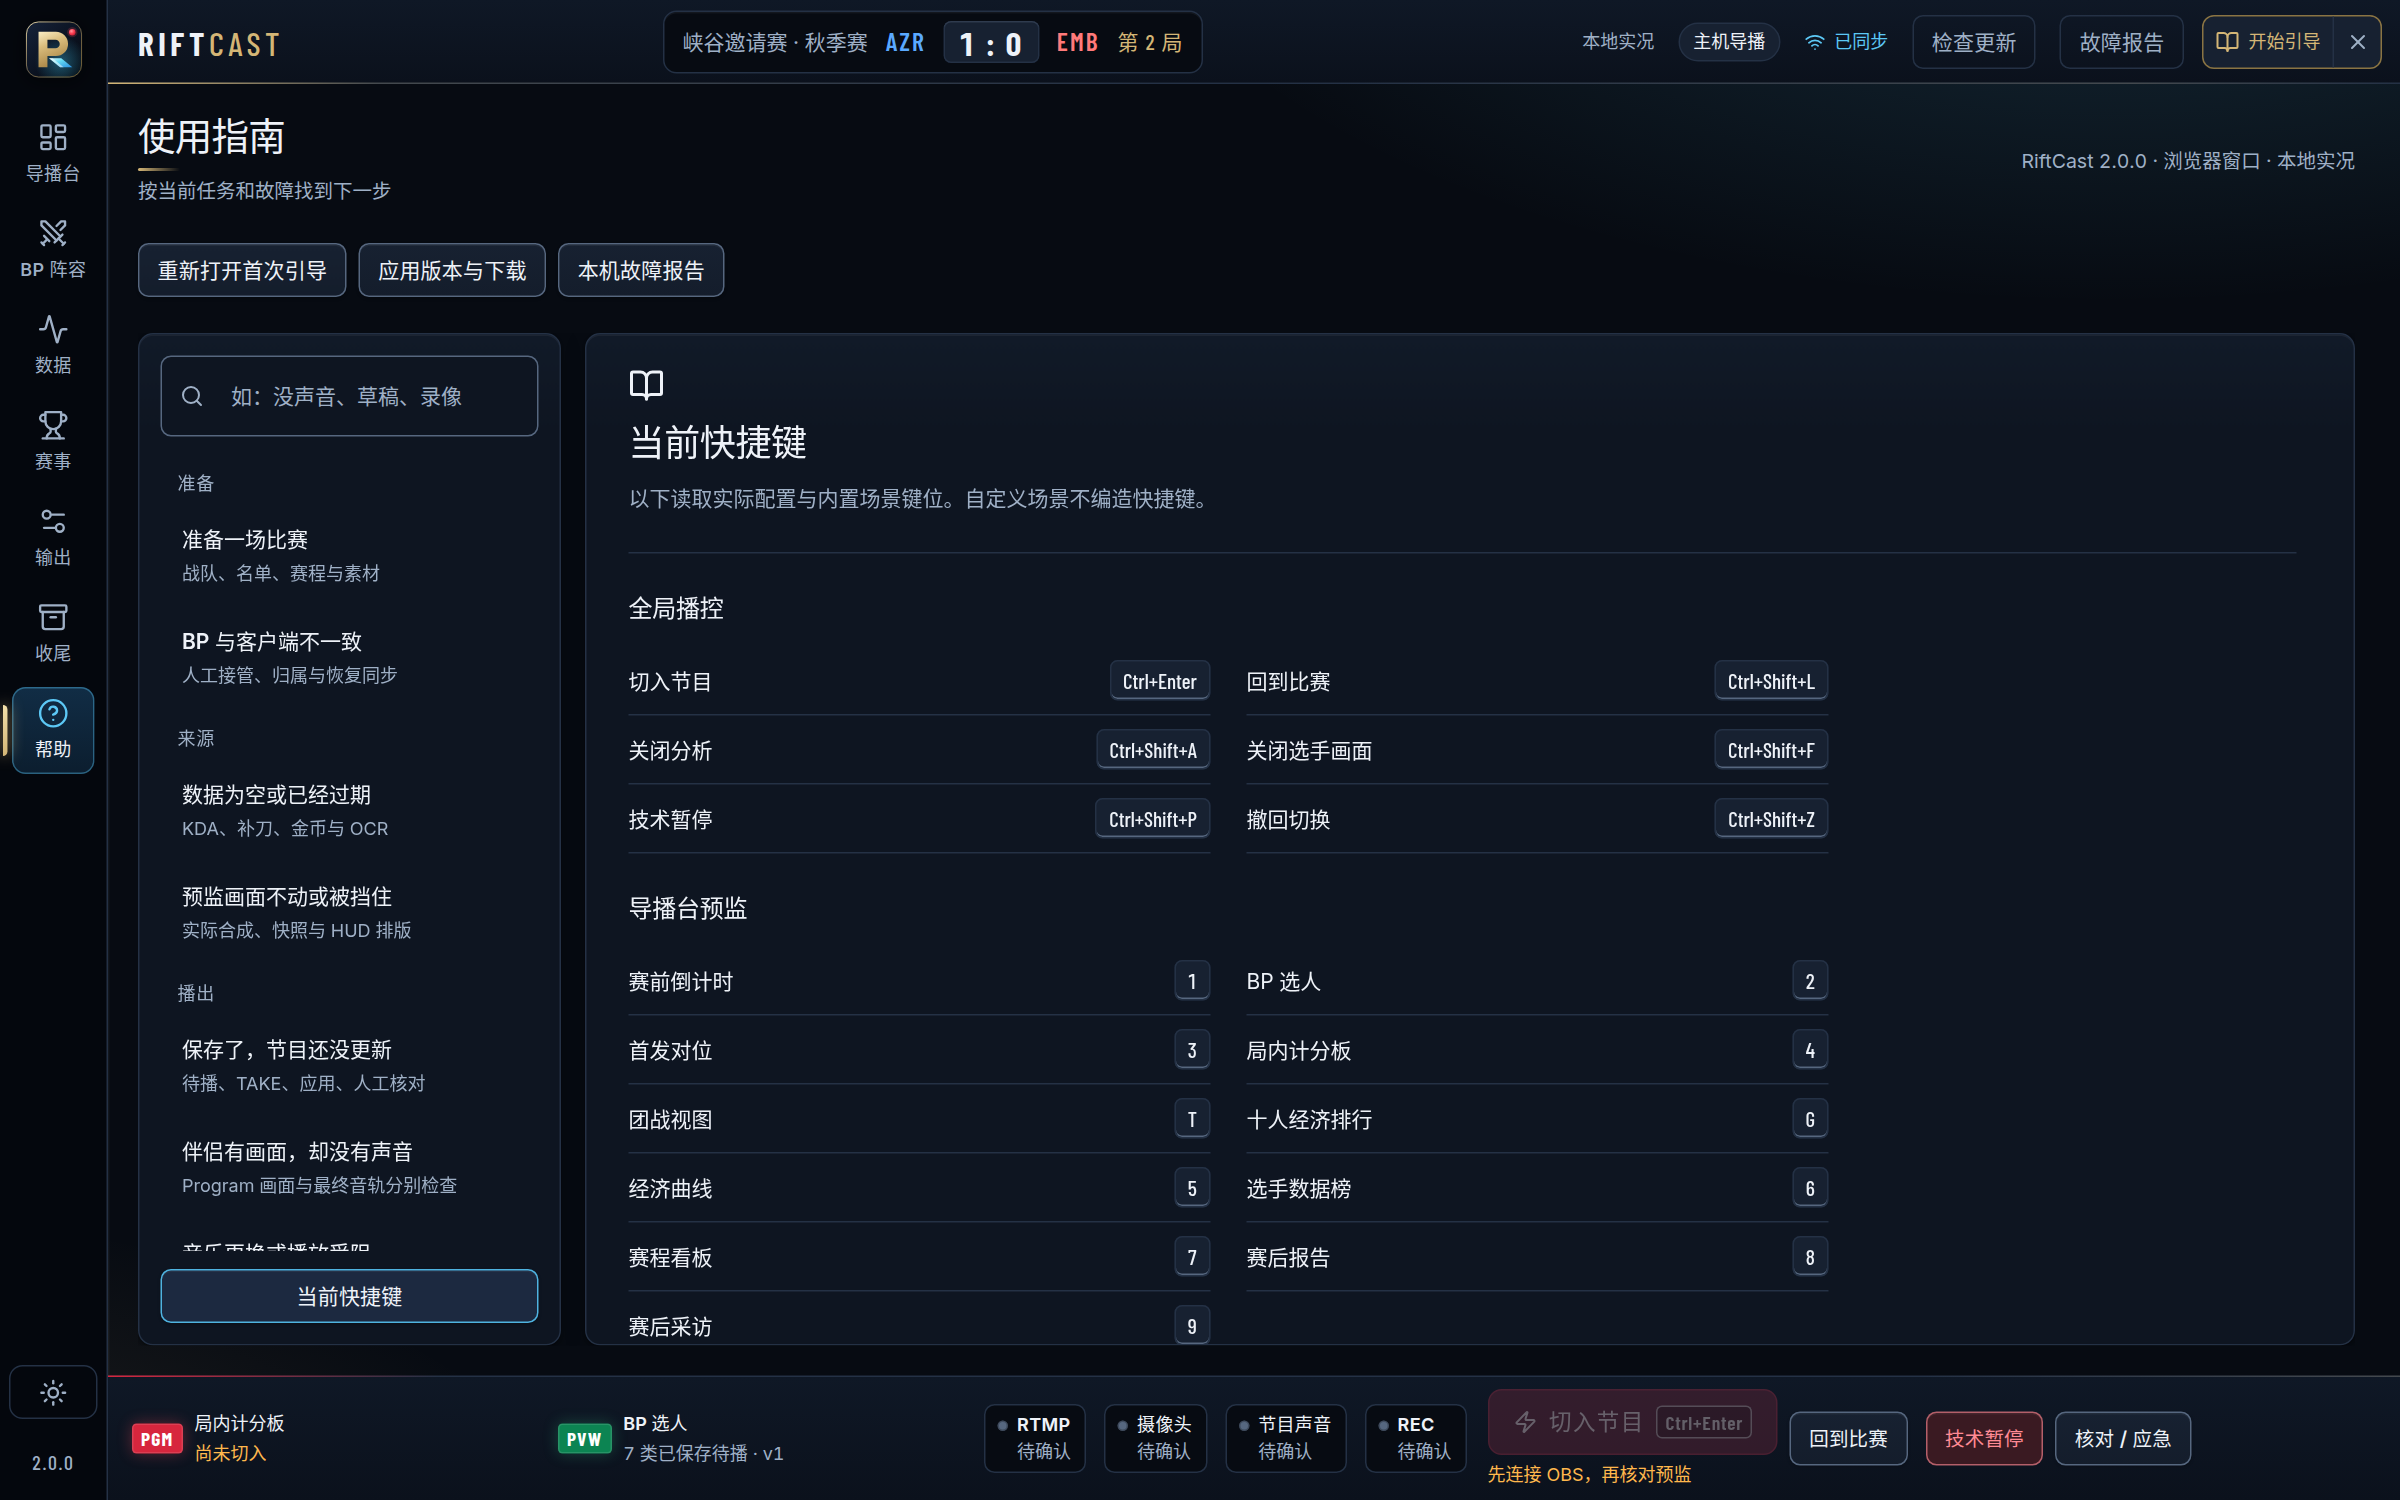 RIFTCAST
峡谷邀请赛 · 秋季赛 AZR 1 : 0 EMB 第 2 局
本地实况
主机导播
已同步
检查更新
故障报告
开始引导
导播台
BP 阵容
数据
赛事
输出
收尾
帮助
2.0.0
使用指南
按当前任务和故障找到下一步
RiftCast 2.0.0 · 浏览器窗口 · 本地实况
重新打开首次引导
应用版本与下载
本机故障报告
如：没声音、草稿、录像
准备
准备一场比赛
战队、名单、赛程与素材
BP 与客户端不一致
人工接管、归属与恢复同步
来源
数据为空或已经过期
KDA、补刀、金币与 OCR
预监画面不动或被挡住
实际合成、快照与 HUD 排版
播出
保存了，节目还没更新
待播、TAKE、应用、人工核对
伴侣有画面，却没有声音
Program 画面与最终音轨分别检查
当前快捷键
当前快捷键
以下读取实际配置与内置场景键位。自定义场景不编造快捷键。
全局播控
切入节目 Ctrl+Enter
回到比赛 Ctrl+Shift+L
关闭分析 Ctrl+Shift+A
关闭选手画面 Ctrl+Shift+F
技术暂停 Ctrl+Shift+P
撤回切换 Ctrl+Shift+Z
导播台预监
赛前倒计时 1
BP 选人 2
首发对位 3
局内计分板 4
团战视图 T
十人经济排行 G
经济曲线 5
选手数据榜 6
赛程看板 7
赛后报告 8
赛后采访 9
PGM
局内计分板
尚未切入
PVW
BP 选人
7 类已保存待播 · v1
RTMP
待确认
摄像头
待确认
节目声音
待确认
REC
待确认
切入节目 Ctrl+Enter
先连接 OBS，再核对预监
回到比赛
技术暂停
核对 / 应急